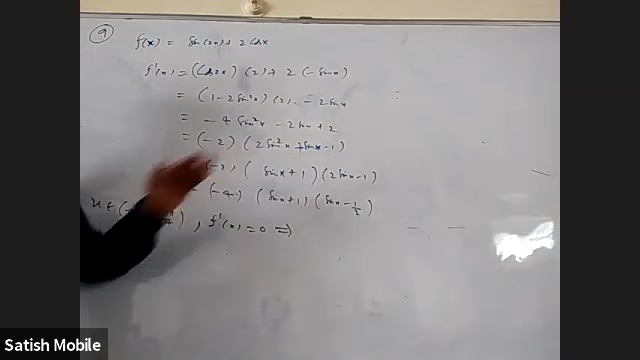 9
f(x) = sin(2x) + 2 cos x
f'(x) = (cos 2x) (2) + 2 (- sin x)
= (1 - 2 sin²x) (2) - 2 sin x
= - 4 sin²x - 2 sin + 2
= (-2) (2 sin²x + sin x - 1)
(sin x + 1) (2 sin x - 1)
(-4) (sin x + 1) (sin x - 1/2)
, f'(x) = 0 ⇒
Satish Mobile